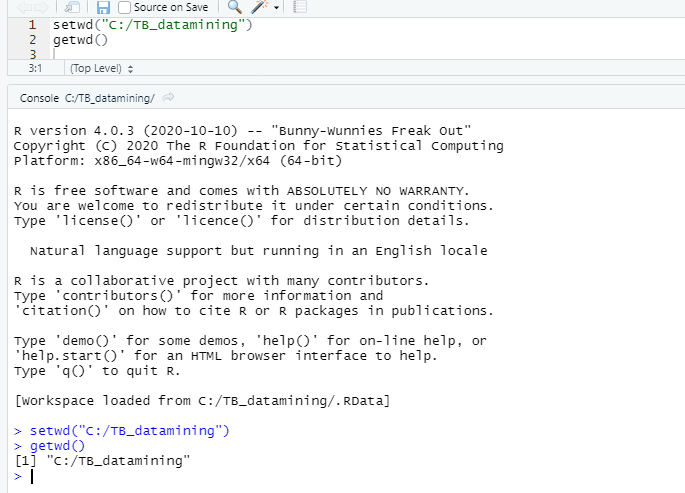 Source on Save
1 setwd("C:/TB_datamining")
2 getwd()
3
3:1 (Top Level)
Console C:/TB_datamining/
R version 4.0.3 (2020-10-10) -- "Bunny-Wunnies Freak Out"
Copyright (C) 2020 The R Foundation for Statistical Computing
Platform: x86_64-w64-mingw32/x64 (64-bit)
R is free software and comes with ABSOLUTELY NO WARRANTY.
You are welcome to redistribute it under certain conditions.
Type 'license()' or 'licence()' for distribution details.
Natural language support but running in an English locale
R is a collaborative project with many contributors.
Type 'contributors()' for more information and
'citation()' on how to cite R or R packages in publications.
Type 'demo()' for some demos, 'help()' for on-line help, or
'help.start()' for an HTML browser interface to help.
Type 'q()' to quit R.
[Workspace loaded from C:/TB_datamining/.RData]
> setwd("C:/TB_datamining")
> getwd()
[1] "C:/TB_datamining"
>